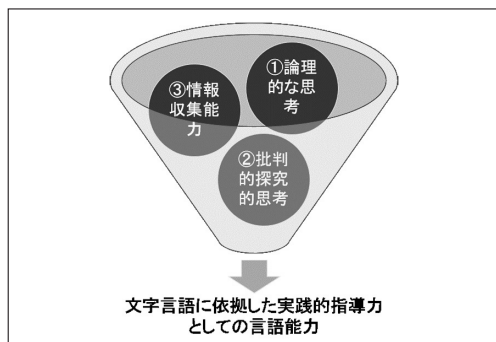 ①論理
的な思
考
③情報
収集能
力
②批判
的探究
的思考
文字言語に依拠した実践的指導力
としての言語能力